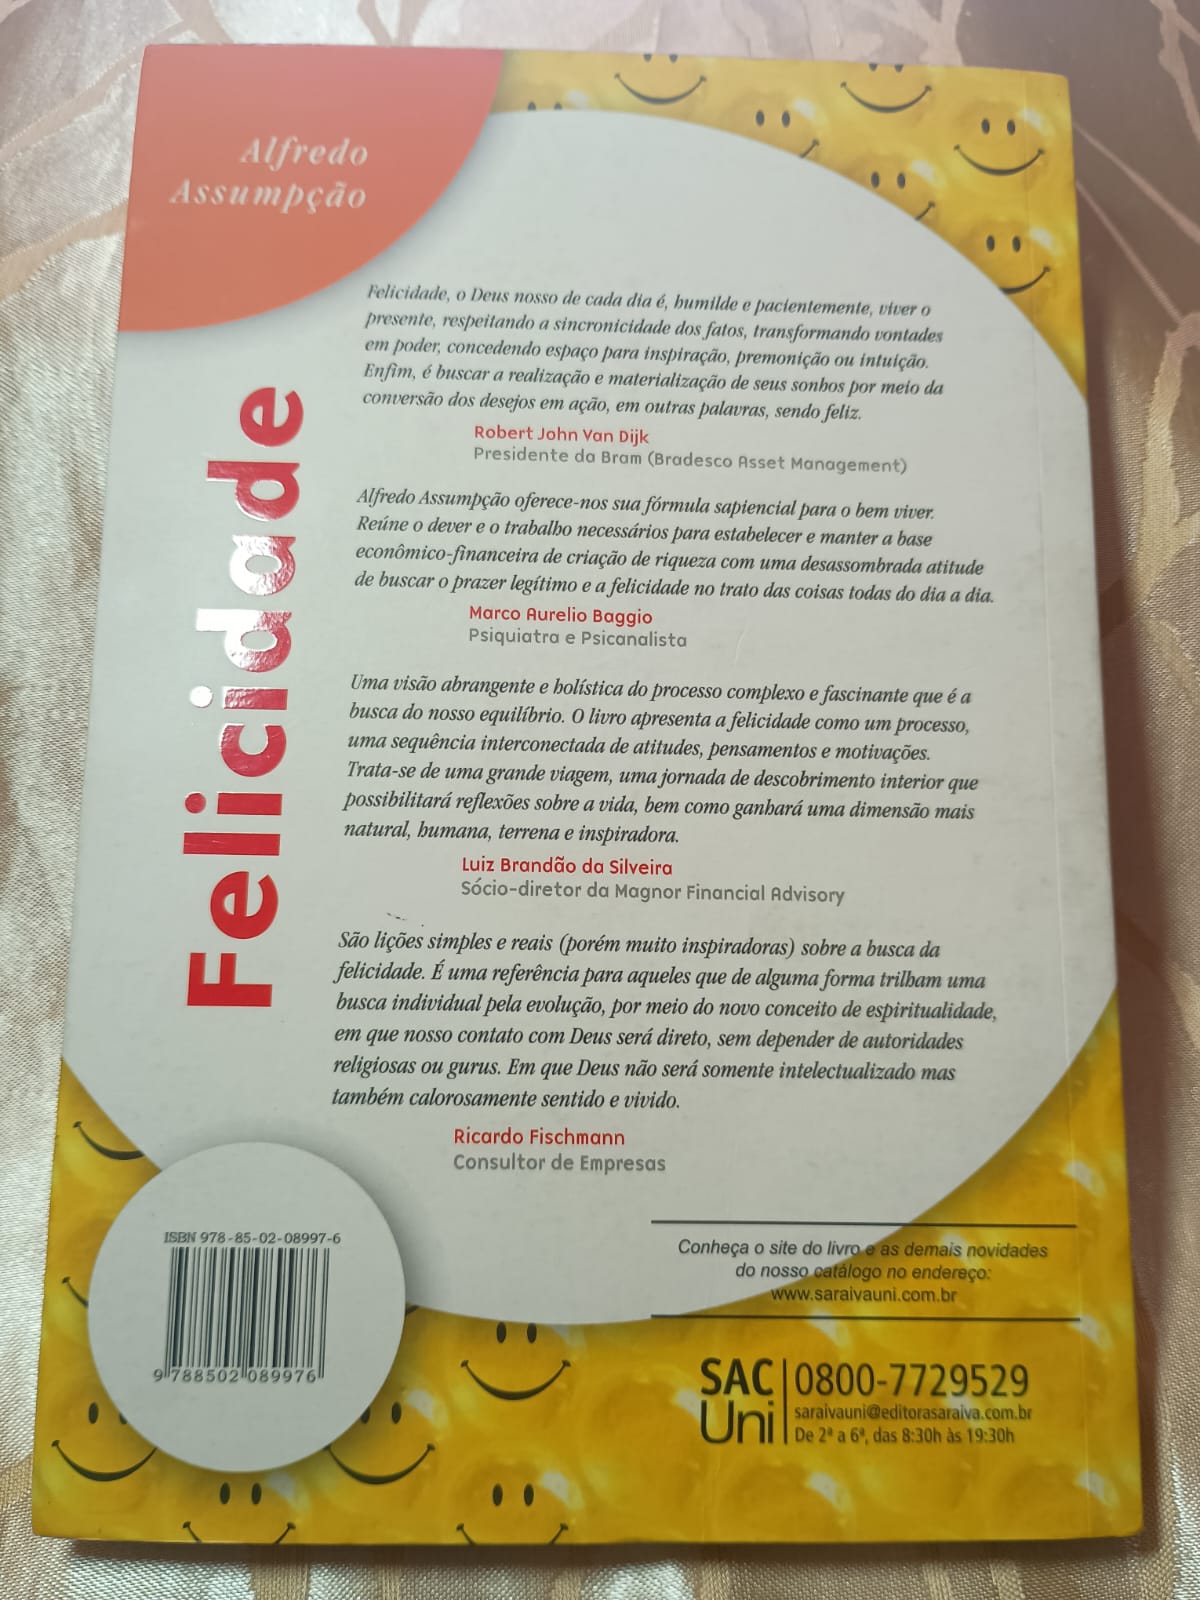 Alfredo
Assumpção
Felicidade
Felicidade, o Deus nosso de cada dia é, humilde e pacientemente, viver o
presente, respeitando a sincronicidade dos fatos, transformando vontades
em poder, concedendo espaço para inspiração, premonição ou intuição.
Enfim, é buscar a realização e materialização de seus sonhos por meio da
conversão dos desejos em ação, em outras palavras, sendo feliz.
Robert John Van Dijk
Presidente da Bram (Bradesco Asset Management)
Alfredo Assumpção oferece-nos sua fórmula sapiencial para o bem viver.
Reúne o dever e o trabalho necessários para estabelecer e manter a base
econômico-financeira de criação de riqueza com uma desassombrada atitude
de buscar o prazer legítimo e a felicidade no trato das coisas todas do dia a dia.
Marco Aurelio Baggio
Psiquiatra e Psicanalista
Uma visão abrangente e holística do processo complexo e fascinante que é a
busca do nosso equilíbrio. O livro apresenta a felicidade como um processo,
uma sequência interconectada de atitudes, pensamentos e motivações.
Trata-se de uma grande viagem, uma jornada de descobrimento interior que
possibilitará reflexões sobre a vida, bem como ganhará uma dimensão mais
natural, humana, terrena e inspiradora.
Luiz Brandão da Silveira
Sócio-diretor da Magnor Financial Advisory
São lições simples e reais (porém muito inspiradoras) sobre a busca da
felicidade. É uma referência para aqueles que de alguma forma trilham uma
busca individual pela evolução, por meio do novo conceito de espiritualidade,
em que nosso contato com Deus será direto, sem depender de autoridades
religiosas ou gurus. Em que Deus não será somente intelectualizado mas
também calorosamente sentido e vivido.
Ricardo Fischmann
Consultor de Empresas
ISBN 978-85-02-08997-6
9 788502 089976
Conheça o site do livro e as demais novidades
do nosso catálogo no endereço:
www.saraivauni.com.br
SAC Uni
0800-7729529
saraivauni@editorasaraiva.com.br
De 2ª a 6ª, das 8:30h às 19:30h